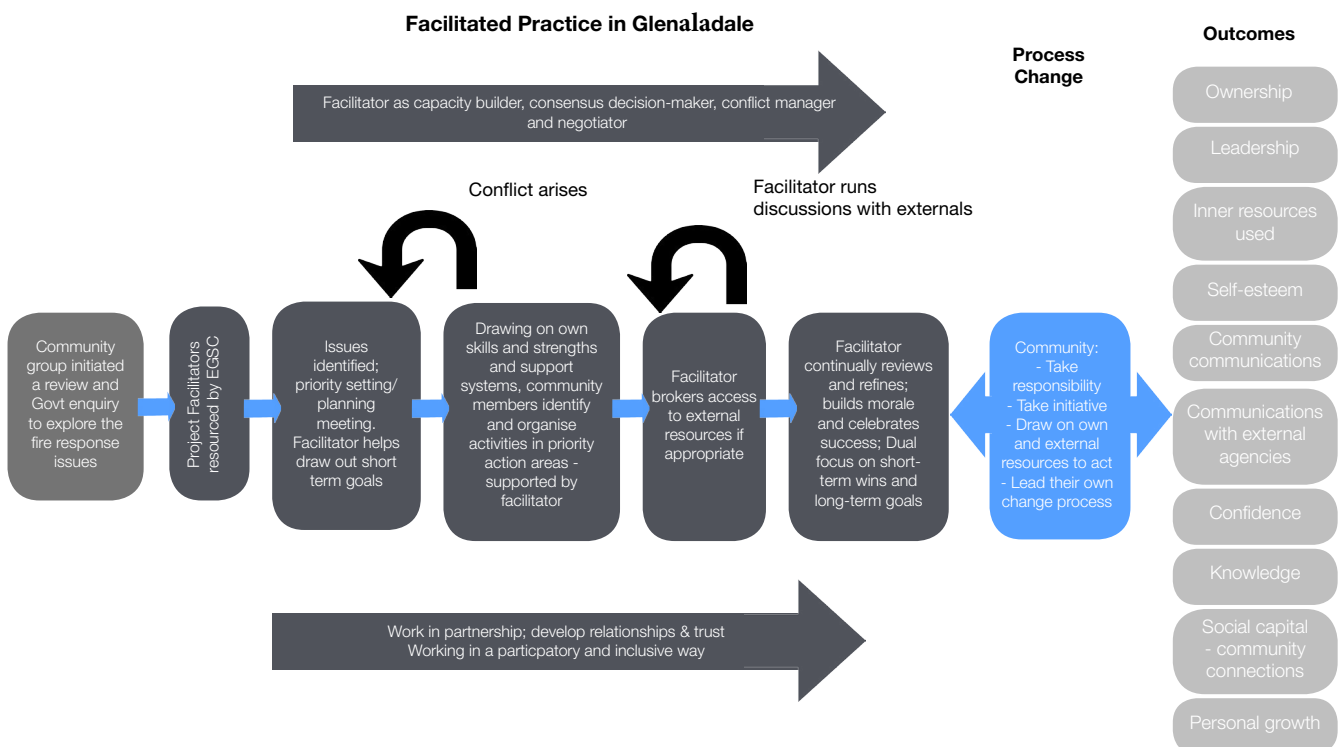 Facilitated Practice in Glenaladale
Process
Change
Outcomes
Facilitator as capacity builder, consensus decision-maker, conflict manager
and negotiator
Conflict arises
Facilitator runs
discussions with externals
Community
group initiated
a review and
Govt enquiry
to explore the
fire response
issues
Project Facilitators
resourced by EGSC
Issues
identified;
priority setting/
planning
meeting.
Facilitator helps
draw out short
term goals
Drawing on own
skills and strengths
and support
systems, community
members identify
and organise
activities in priority
action areas -
supported by
facilitator
Facilitator
brokers access
to external
resources if
appropriate
Facilitator
continually reviews
and refines;
builds morale
and celebrates
success; Dual
focus on short-
term wins and
long-term goals
Community:
- Take
responsibility
- Take initiative
- Draw on own
and external
resources to act
- Lead their own
change process
Work in partnership; develop relationships & trust
Working in a particpatory and inclusive way
Ownership
Leadership
Inner resources
used
Self-esteem
Community
communications
Communications
with external
agencies
Confidence
Knowledge
Social capital
- community
connections
Personal growth